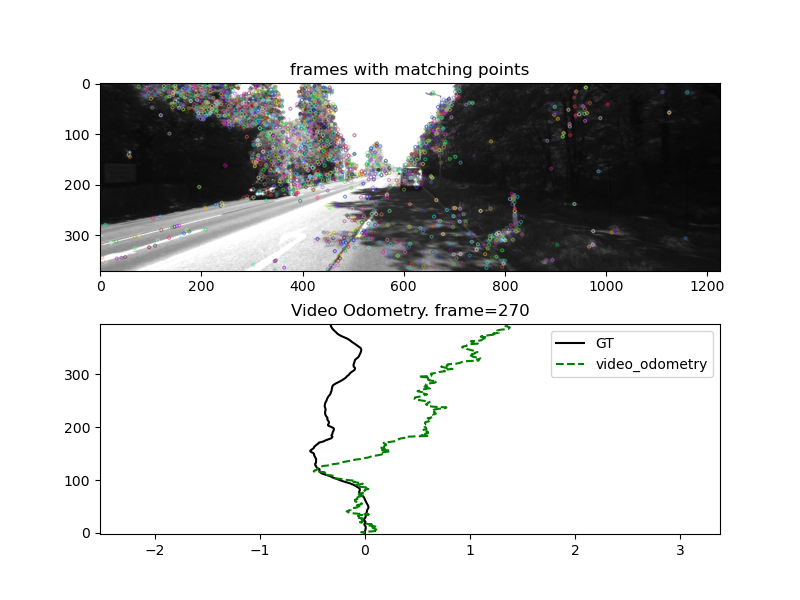 frames with matching points
0
100
200
300
0 200 400 600 800 1000 1200
Video Odometry. frame=270
GT
video_odometry
300
200
100
0
−2 −1 0 1 2 3